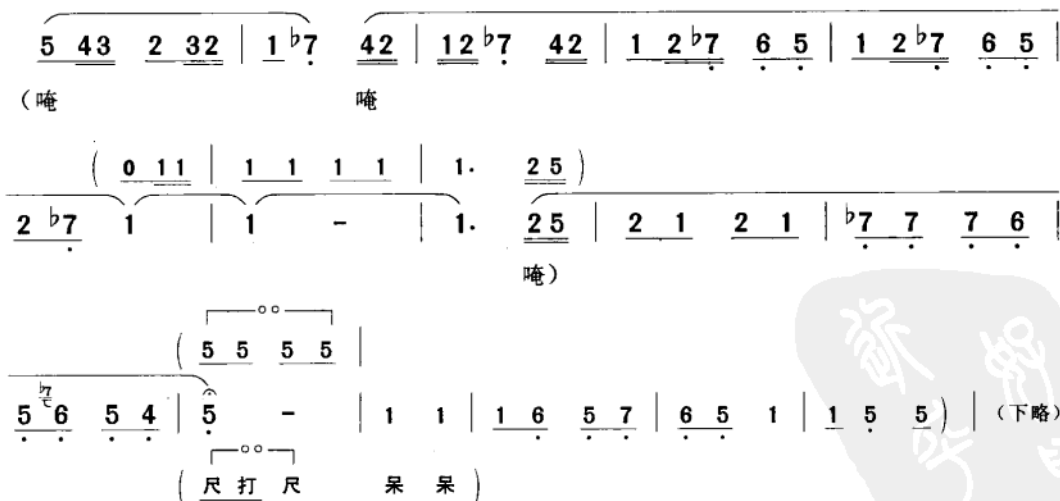 5 43 2 32 | 1 ♭7 42 | 12 ♭7 42 | 1 2 ♭7 6 5 | 1 2 ♭7 6 5 |
(唵 唵
( 0 11 | 1 1 1 1 | 1. 25 )
2 ♭7 1 | 1 - | 1. 25 | 2 1 2 1 | ♭7 7 7 6 |
唵)
( 5 5 5 5 |
5 ♭7 6 5 4 | 5 - | 1 1 | 1 6 5 7 | 6 5 1 | 1 5 5 ) | (下略)
( 尺 打 尺 呆 呆 )